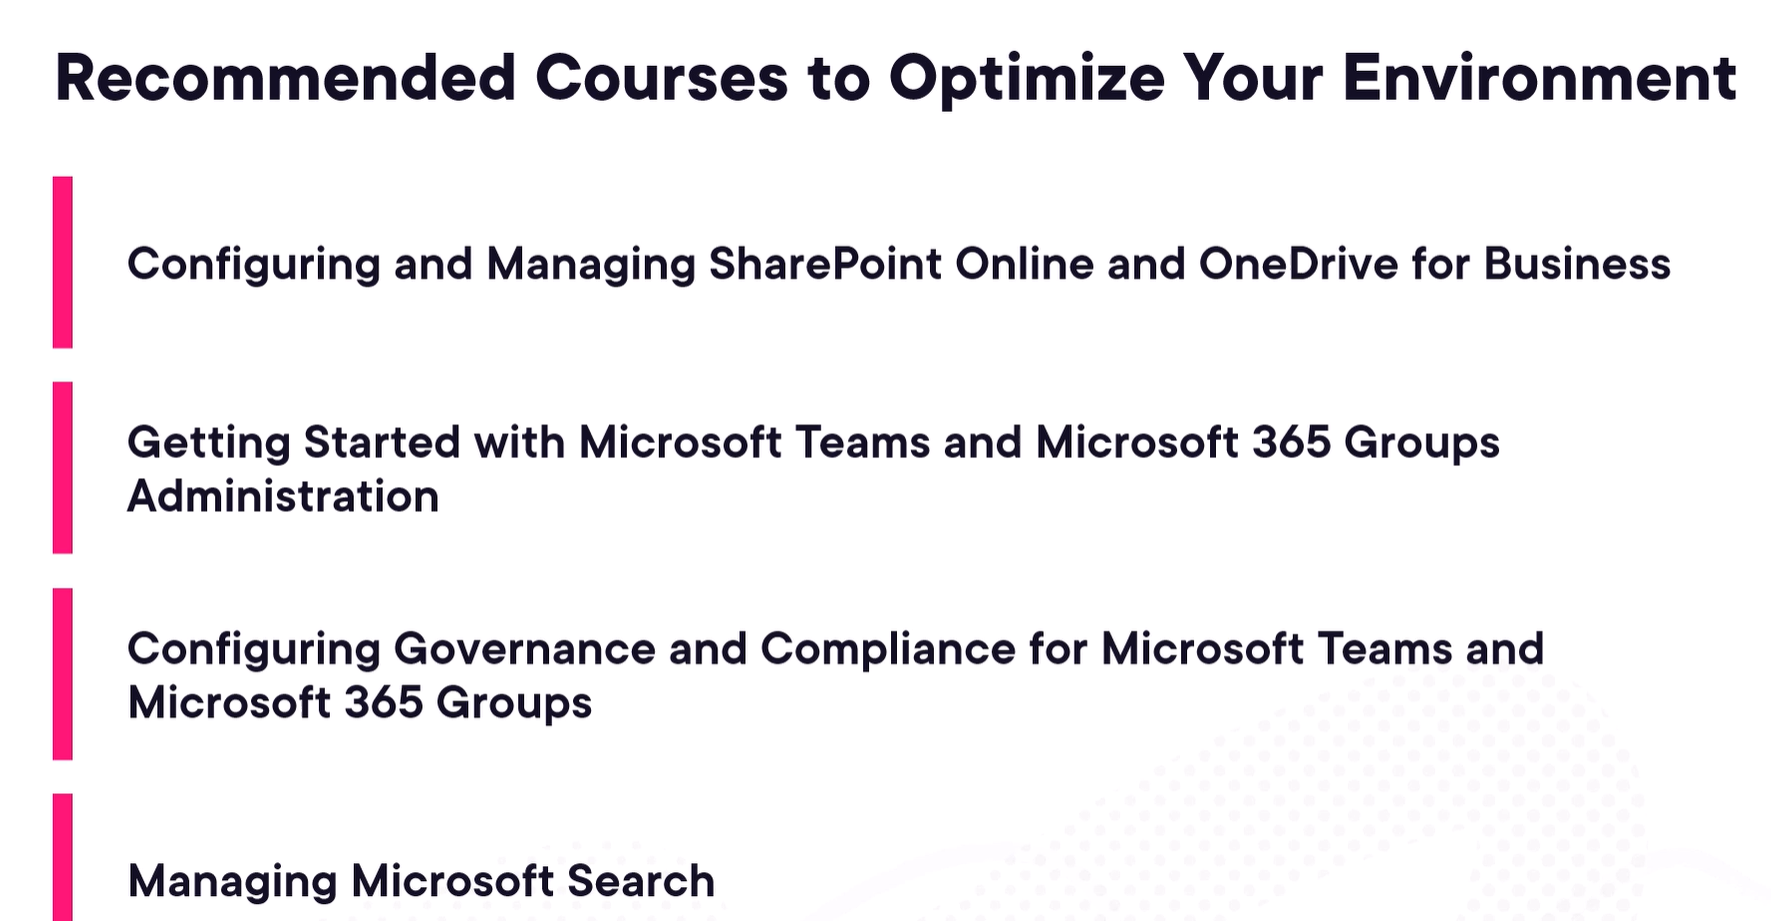 Recommended Courses to Optimize Your Environment
Configuring and Managing SharePoint Online and OneDrive for Business
Getting Started with Microsoft Teams and Microsoft 365 Groups
Administration
Configuring Governance and Compliance for Microsoft Teams and
Microsoft 365 Groups
Managing Microsoft Search